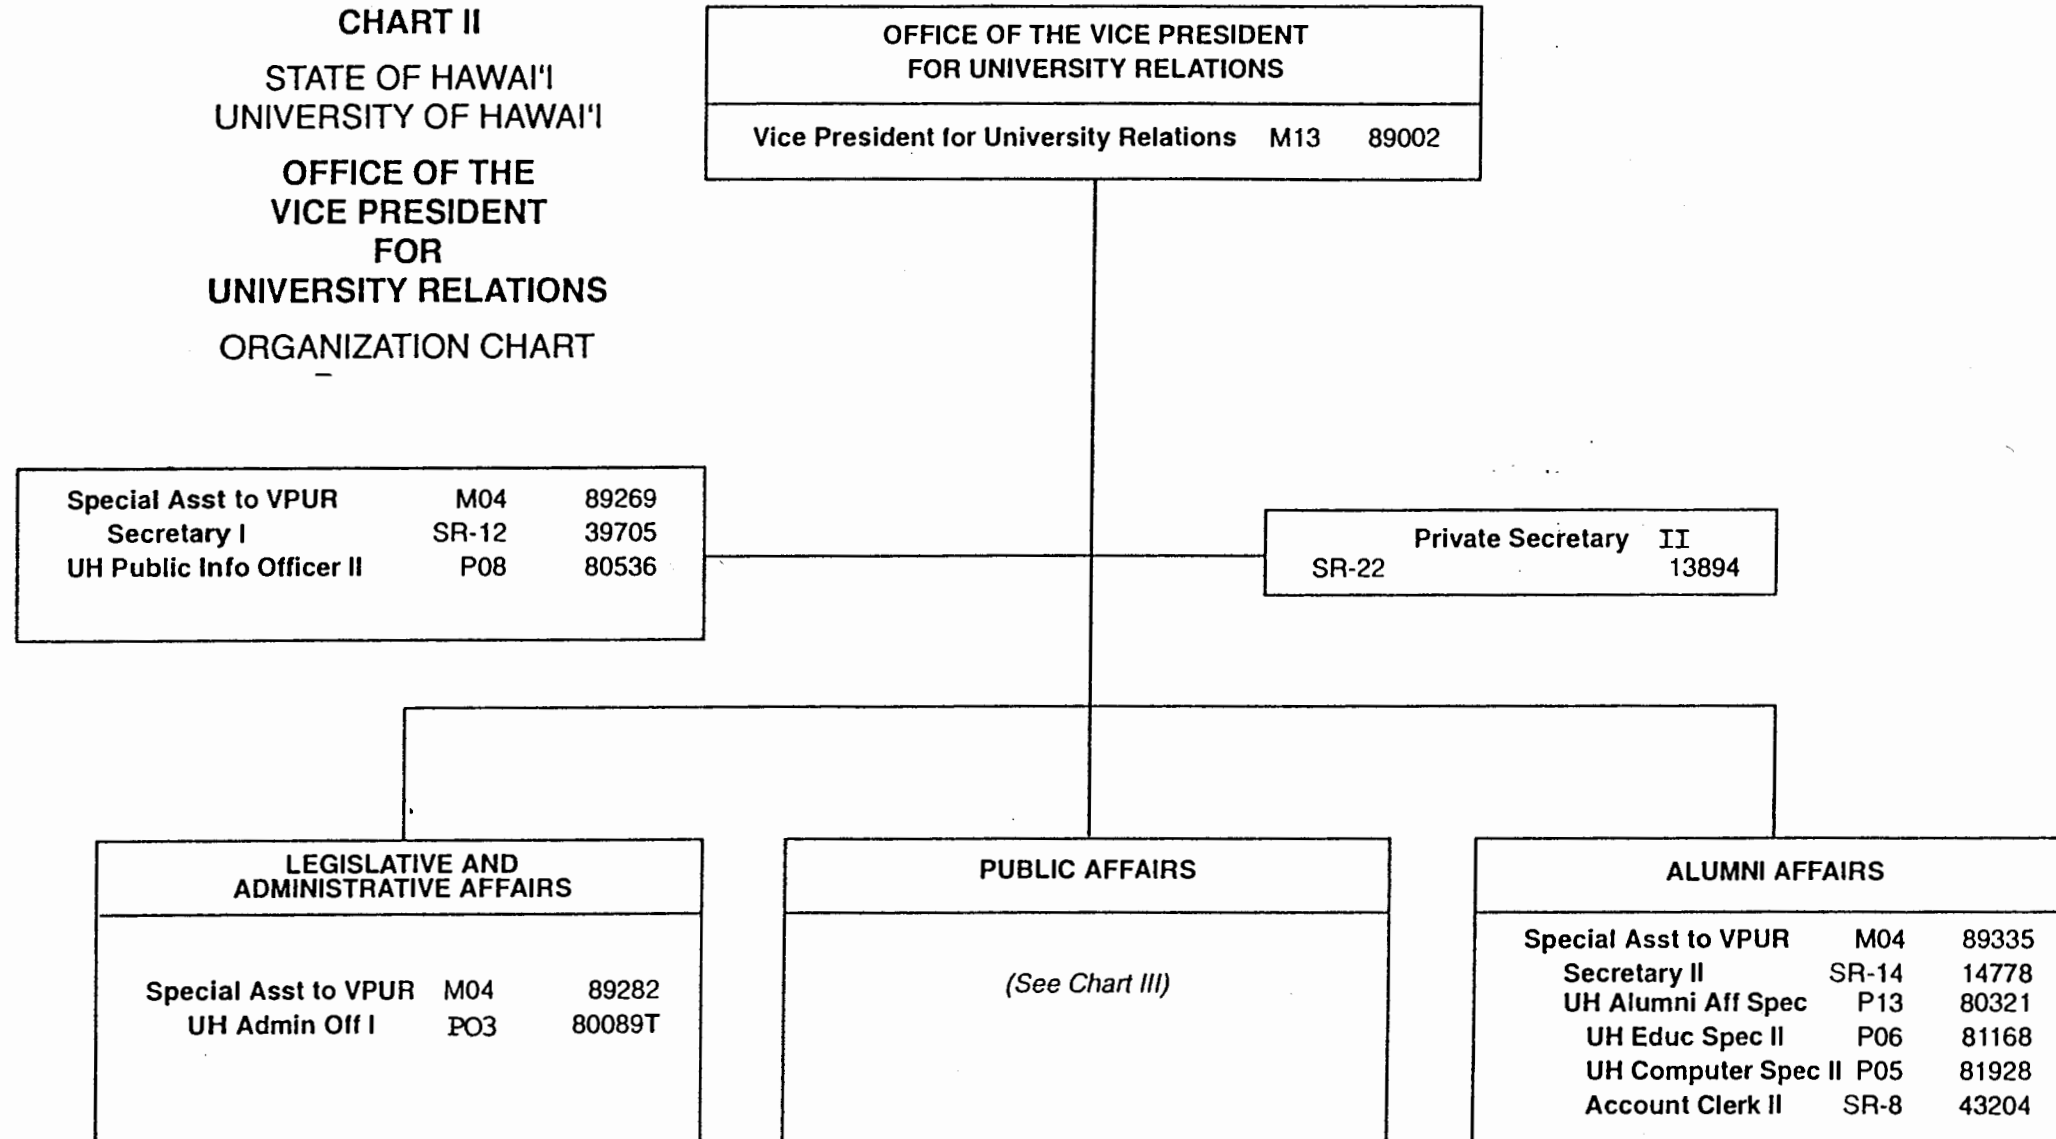 CHART II
STATE OF HAWAI'I
UNIVERSITY OF HAWAI'I
OFFICE OF THE
VICE PRESIDENT
FOR
UNIVERSITY RELATIONS
ORGANIZATION CHART
OFFICE OF THE VICE PRESIDENT
FOR UNIVERSITY RELATIONS
Vice President for University Relations M13 89002
Special Asst to VPUR M04 89269
Secretary I SR-12 39705
UH Public Info Officer II P08 80536
Private Secretary II
SR-22 13894
LEGISLATIVE AND
ADMINISTRATIVE AFFAIRS
Special Asst to VPUR M04 89282
UH Admin Off I PO3 80089T
PUBLIC AFFAIRS
(See Chart III)
ALUMNI AFFAIRS
Special Asst to VPUR M04 89335
Secretary II SR-14 14778
UH Alumni Aff Spec P13 80321
UH Educ Spec II P06 81168
UH Computer Spec II P05 81928
Account Clerk II SR-8 43204